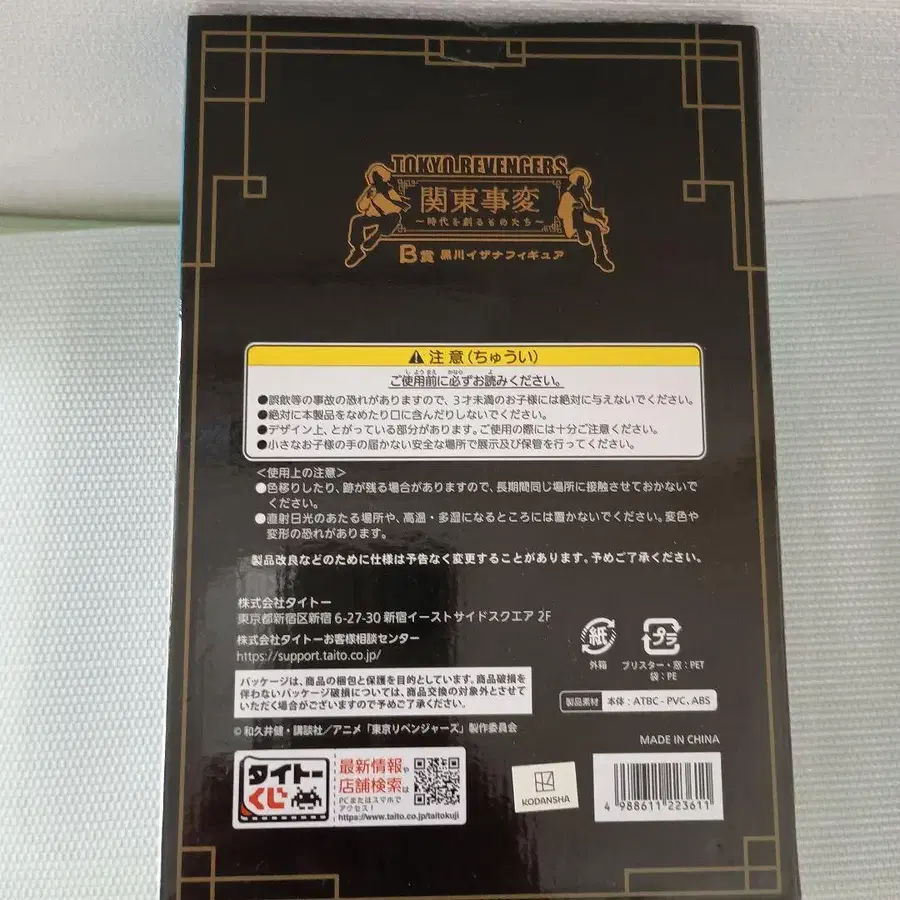 TOKYO REVENGERS
関東事変
~時代を創るものたち~
B賞 黒川イザナフィギュア
注意(ちゅうい)
ご使用前に必ずお読みください。
●誤飲等の事故の恐れがありますので、3才未満のお子様には絶対に与えないでください。
●絶対に本製品をなめたり口に含んだりしないでください。
●デザイン上、とがっている部分があります。ご使用の際には十分ご注意ください。
●小さなお子様の手の届かない安全な場所で展示及び保管を行ってください。
<使用上の注意>
●色移りしたり、跡が残る場合がありますので、長期間同じ場所に接触させておかないで
ください。
●直射日光のあたる場所や、高温・多湿になるところには置かないでください。変色や
変形の恐れがあります。
製品改良などのために仕様は予告なく変更することがあります。予めご了承ください。
株式会社タイトー
東京都新宿区新宿 6-27-30 新宿イーストサイドスクエア 2F
株式会社タイトーお客様相談センター
https://support.taito.co.jp/
紙
外箱
プラ
ブリスター・窓:PET
袋:PE
パッケージは、商品の梱包と保護を目的としています。商品破損を
伴わないパッケージ破損については、商品交換の対象外とさせて
いただく場合がございますので予めご了承ください。
製品素材 本体:ATBC-PVC、ABS
© 和久井健・講談社/アニメ「東京リベンジャーズ」製作委員会
MADE IN CHINA
タイトー
くじ
最新情報や
店舗検索は
PCまたはスマホで
アクセス!
https://www.taito.co.jp/taitokuji
KODANSHA
4 988611 223611